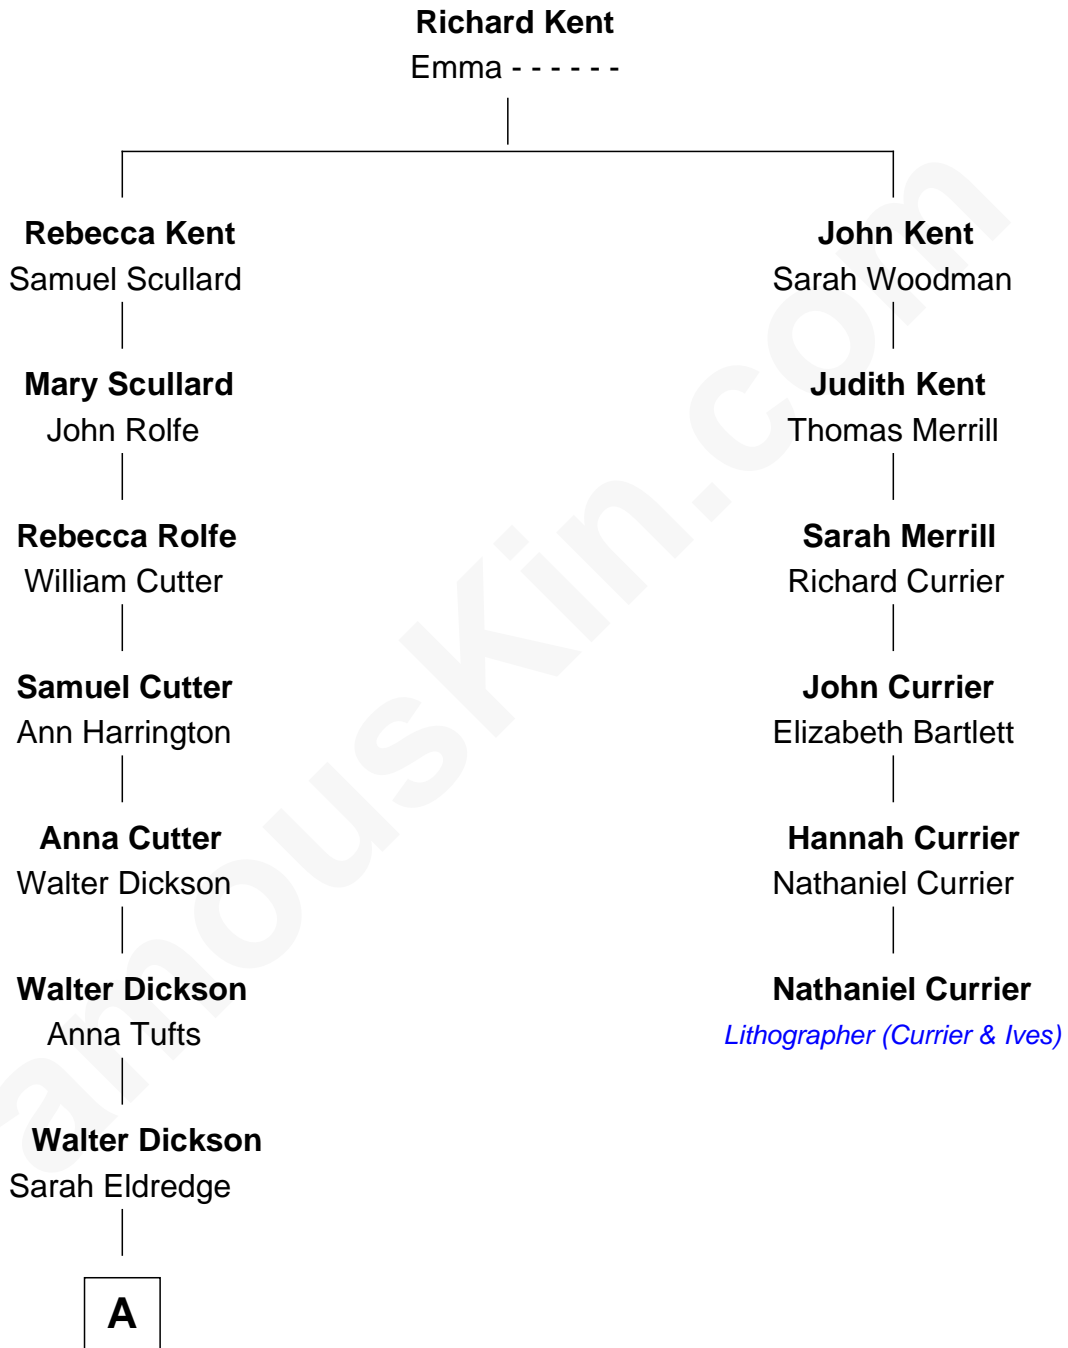 Richard Kent
Emma - - - - - -
Rebecca Kent
Samuel Scullard
John Kent
Sarah Woodman
Mary Scullard
John Rolfe
Judith Kent
Thomas Merrill
Rebecca Rolfe
William Cutter
Sarah Merrill
Richard Currier
Samuel Cutter
Ann Harrington
John Currier
Elizabeth Bartlett
Anna Cutter
Walter Dickson
Hannah Currier
Nathaniel Currier
Walter Dickson
Anna Tufts
Nathaniel Currier
Lithographer (Currier & Ives)
Walter Dickson
Sarah Eldredge
A
amouskin.com